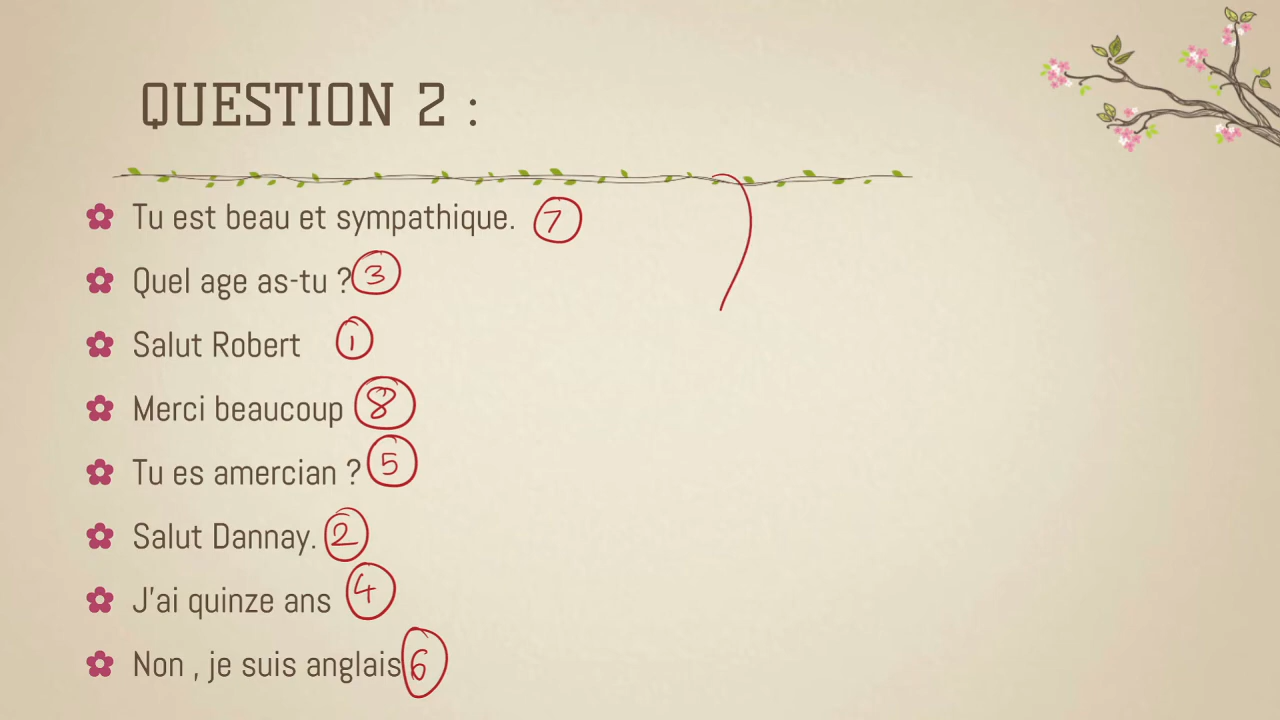 QUESTION 2 :
Tu est beau et sympathique. 7
Quel age as-tu ? 3
Salut Robert 1
Merci beaucoup 8
Tu es amercian ? 5
Salut Dannay. 2
J'ai quinze ans 4
Non , je suis anglais 6